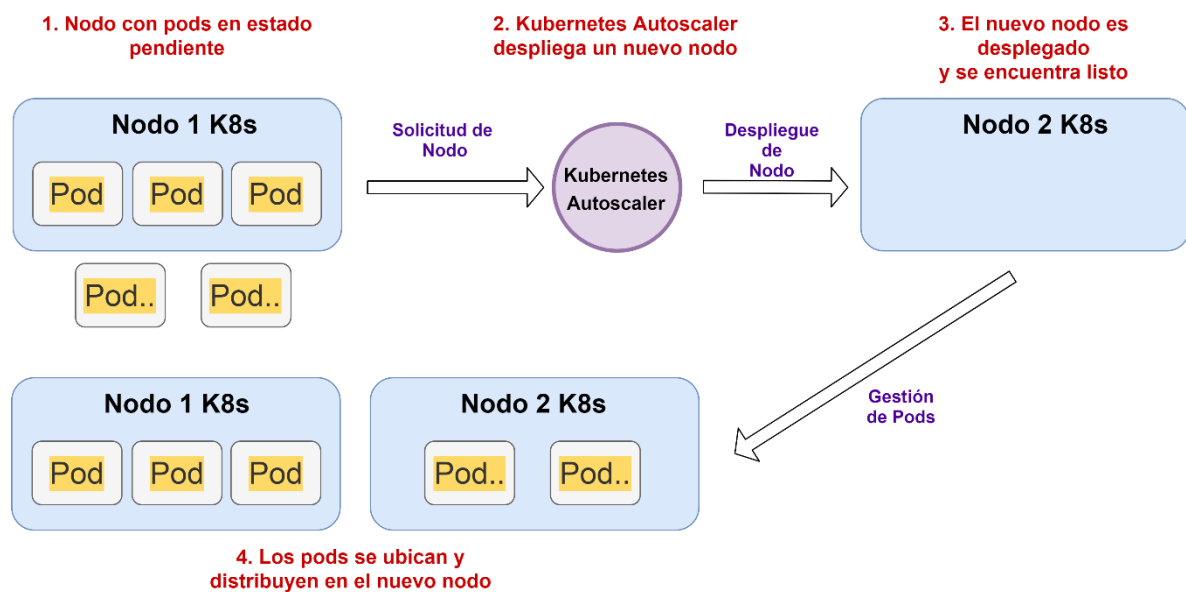 1. Nodo con pods en estado
pendiente
2. Kubernetes Autoscaler
despliega un nuevo nodo
3. El nuevo nodo es
desplegado
y se encuentra listo
Nodo 1 K8s
Pod
Pod
Pod
Pod..
Pod..
Solicitud de
Nodo
Kubernetes
Autoscaler
Despliegue
de
Nodo
Nodo 2 K8s
Gestión
de Pods
Nodo 1 K8s
Pod
Pod
Pod
Nodo 2 K8s
Pod..
Pod..
4. Los pods se ubican y
distribuyen en el nuevo nodo